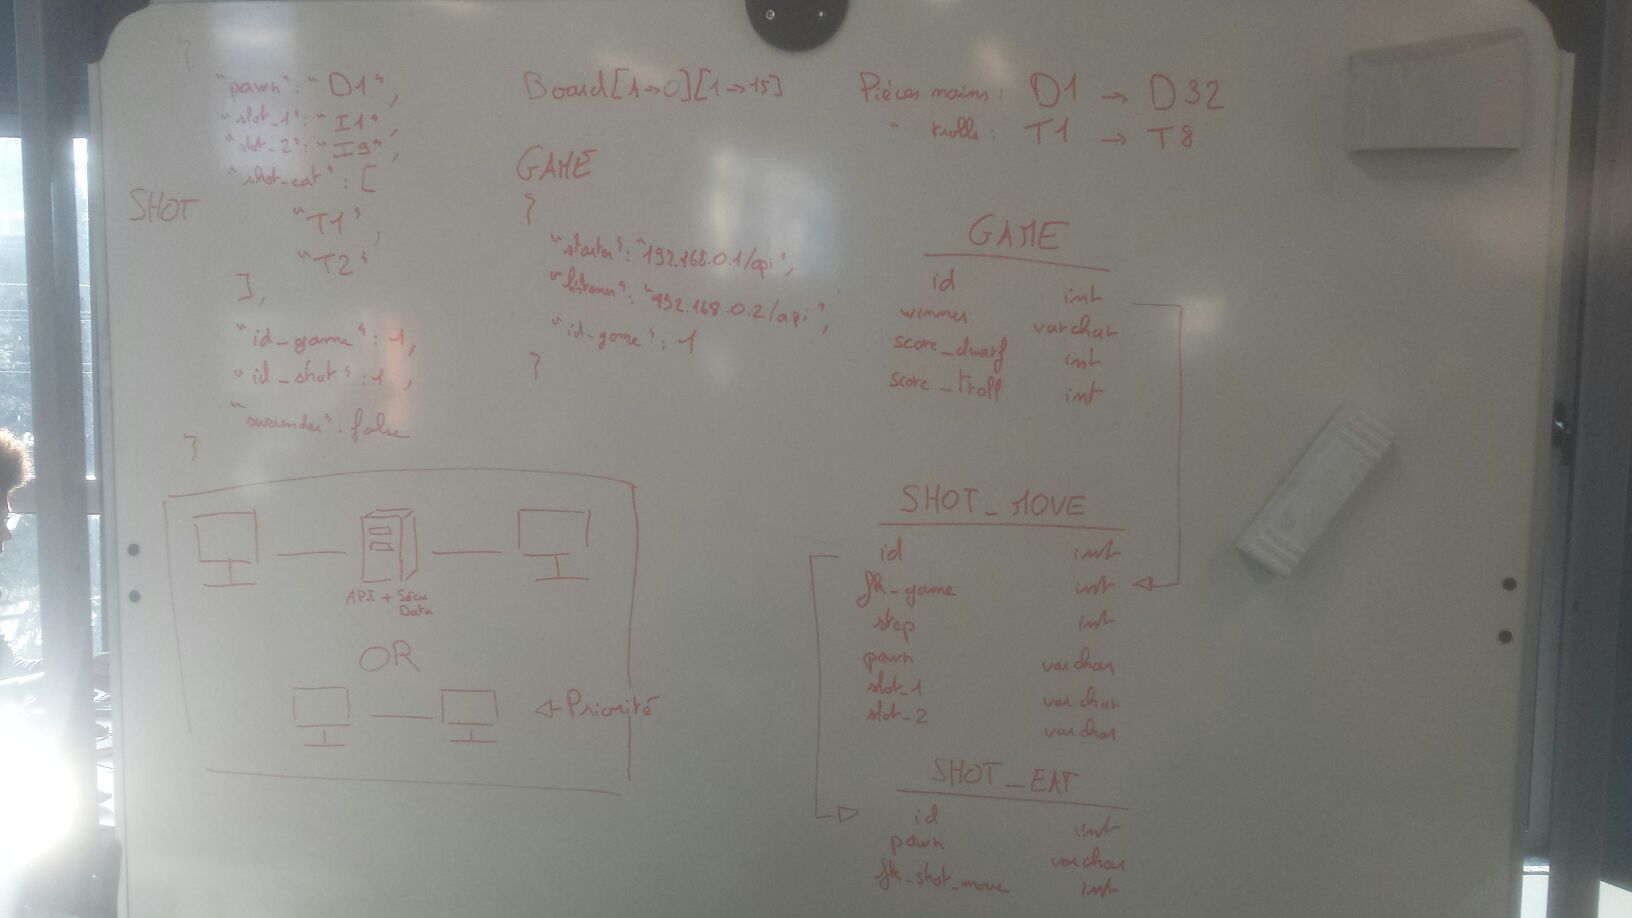 {
"pawn": "D1",
"slot_1": "I1",
"slot_2": "I9",
"shot_eat": [
SHOT
"T1",
"T2"
],
"id_game": 1,
"id_shot": 1,
"surrender": false
}
Board[A→O][1→15]
GAME
{
"starter": "192.168.0.1/api",
"listener": "192.168.0.2/api",
"id_game": 1
}
Pièces nains: D1 → D32
" trolls: T1 → T8
GAME
id int
winner varchar
score_dwarf int
score_troll int
SHOT_MOVE
id int
fk_game int
step int
pawn varchar
slot_1 varchar
slot_2 varchar
SHOT_EAT
id int
pawn varchar
fk_shot_move int
API + Sécu
Data
OR
Priorité